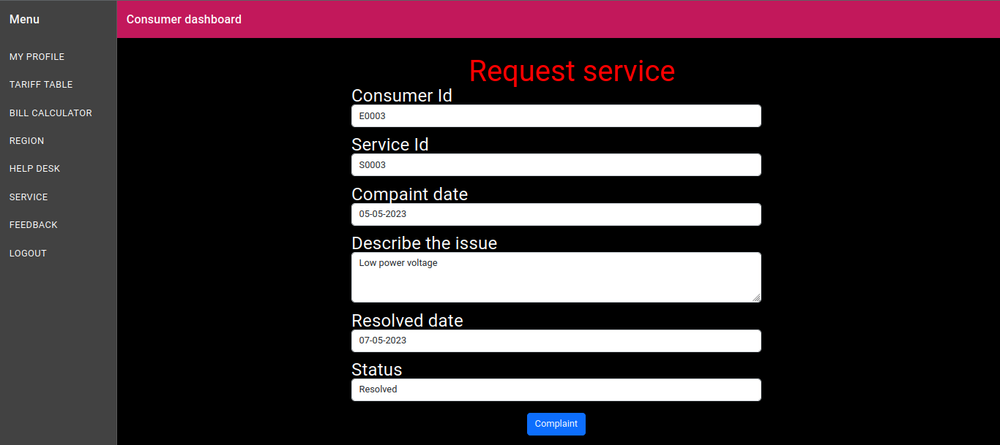 Menu
Consumer dashboard
MY PROFILE
TARIFF TABLE
BILL CALCULATOR
REGION
HELP DESK
SERVICE
FEEDBACK
LOGOUT
Request service
Consumer Id
E0003
Service Id
S0003
Compaint date
05-05-2023
Describe the issue
Low power voltage
Resolved date
07-05-2023
Status
Resolved
Complaint